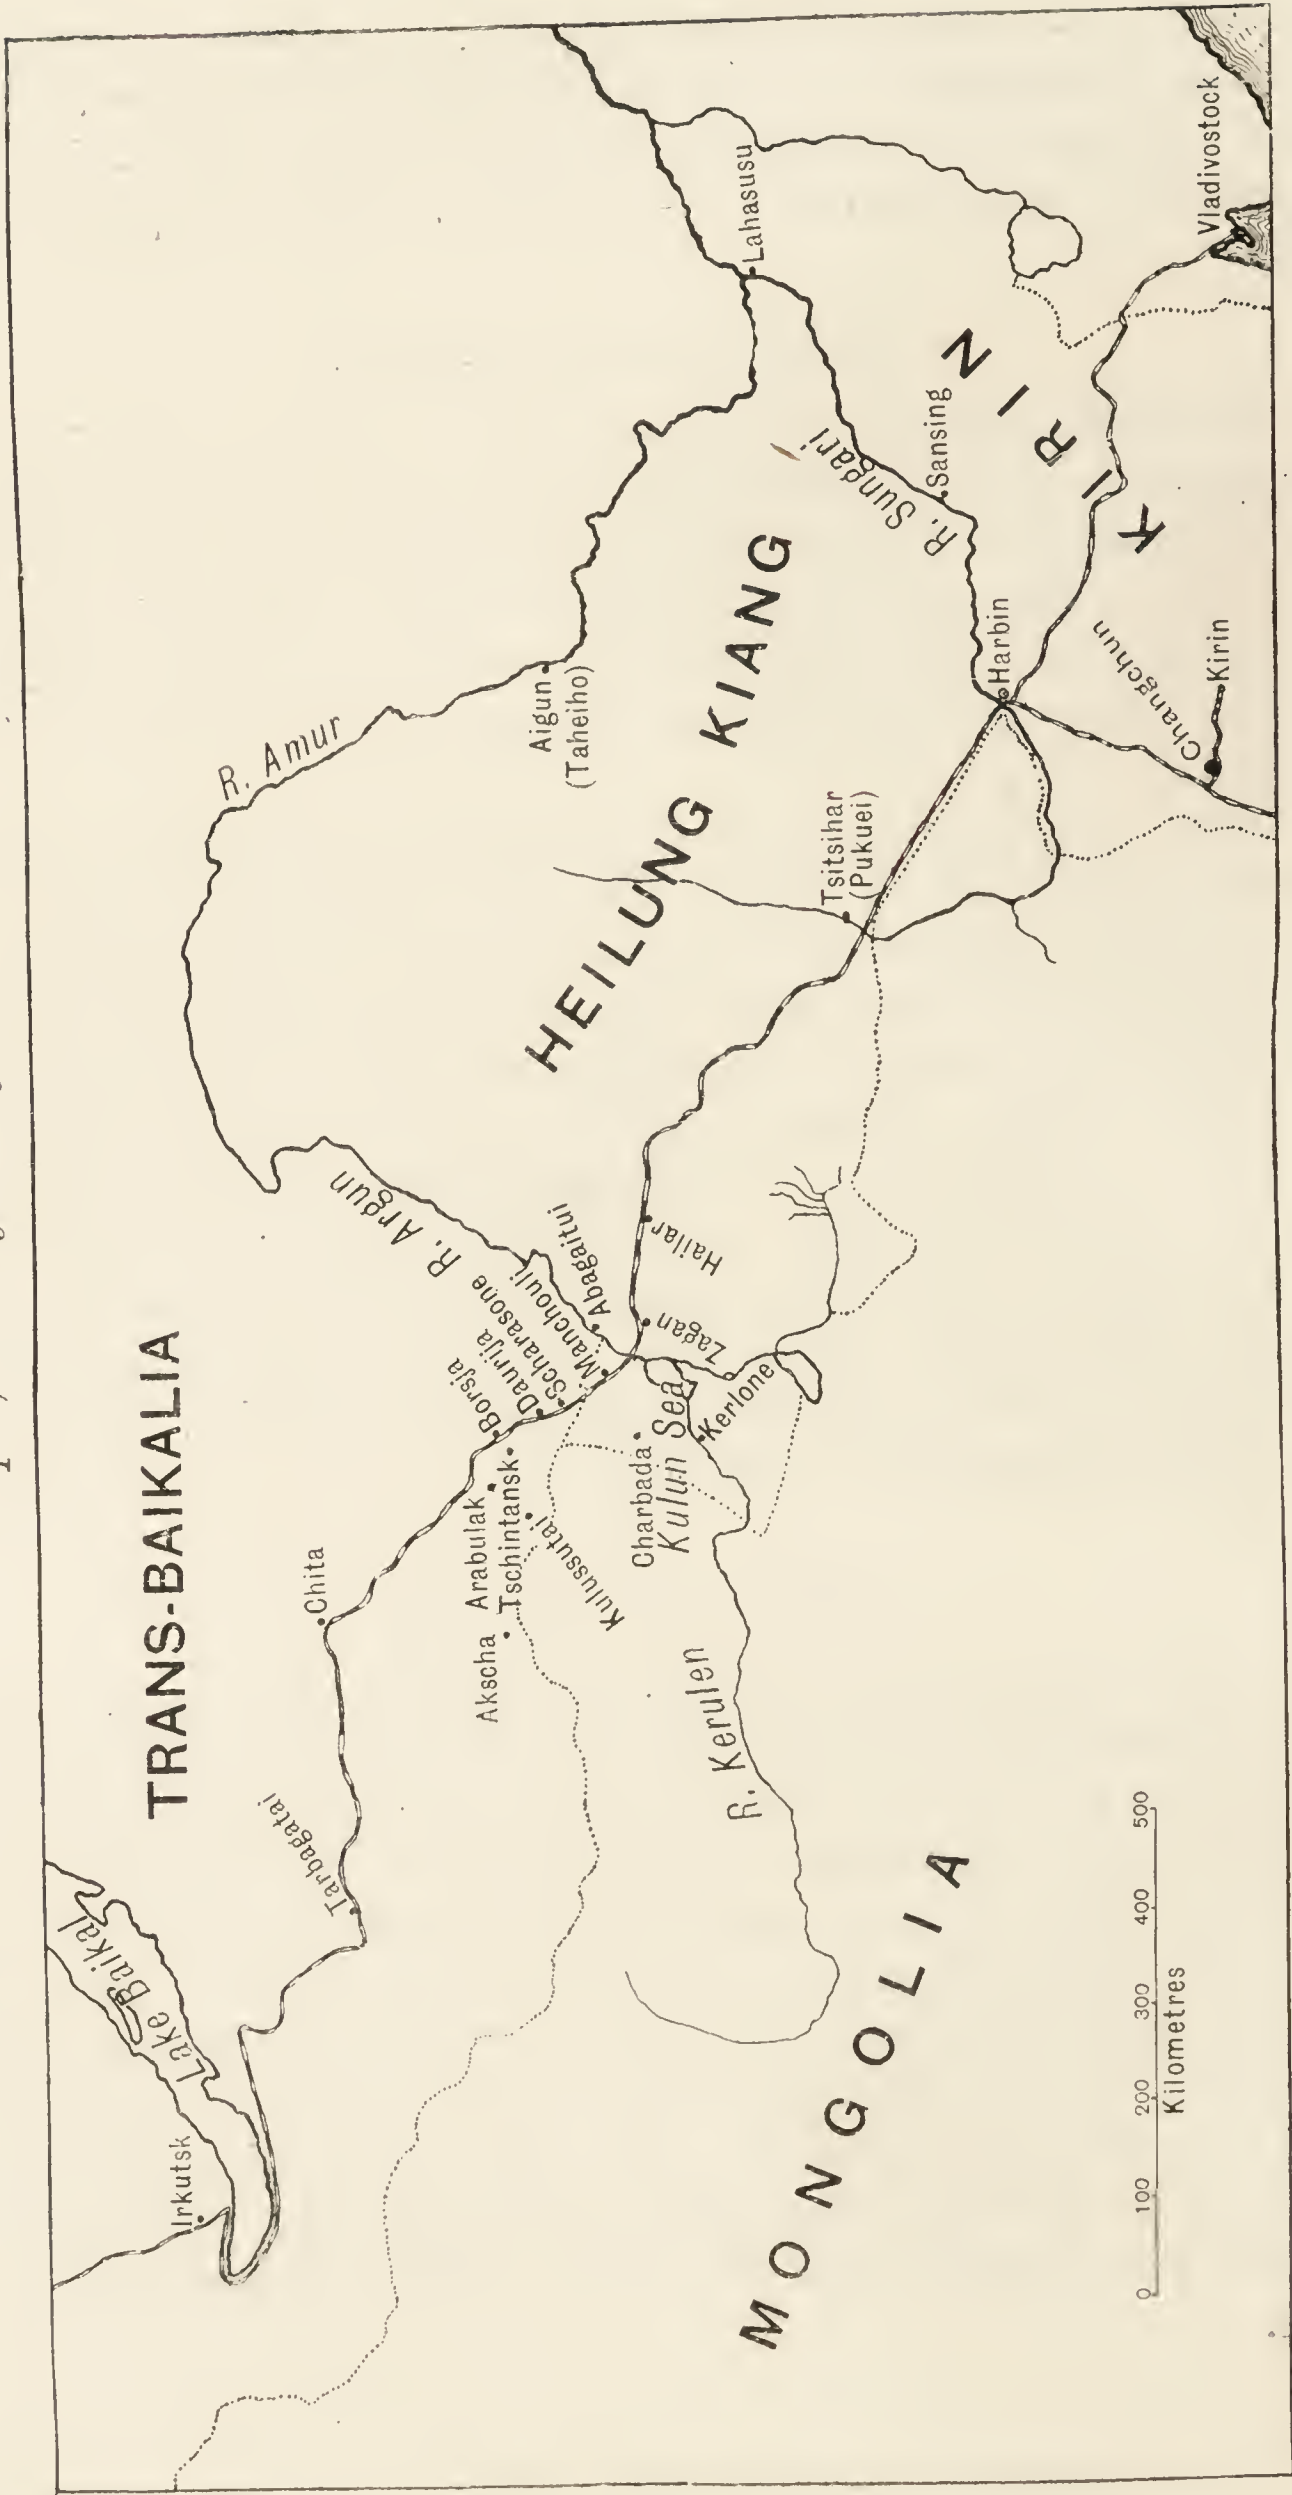 TRANS-BAIKALIA
Lake Baikal
Irkutsk
Tarbagatai
Chita
Akscha
Arabulak
Tschintansk
Kulussutai
Borsja
Daurija
Scharasone
Manchouli
Abagaitui
R. Argun
R. Amur
Aigun
(Taheiho)
HEILUNG KIANG
Hailar
Zagan
Charbada
Kulun Sea
Kerlone
R. Kerulen
MONGOLIA
Tsitsihar
(Pukuei)
Harbin
R. Sungari
Sansing
Lahasusu
KIRIN
Changchun
Kirin
Vladivostock
0 100 200 300 400 500
Kilometres